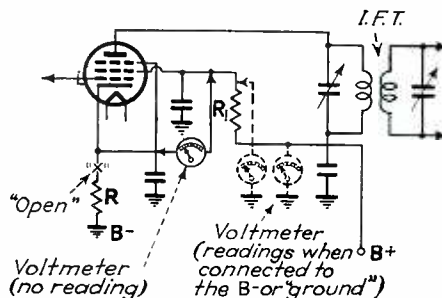 I.F.T.
R1
"Open"
R
B-
Voltmeter
(no reading)
Voltmeter
(readings when
connected to
the B- or "ground")
B+